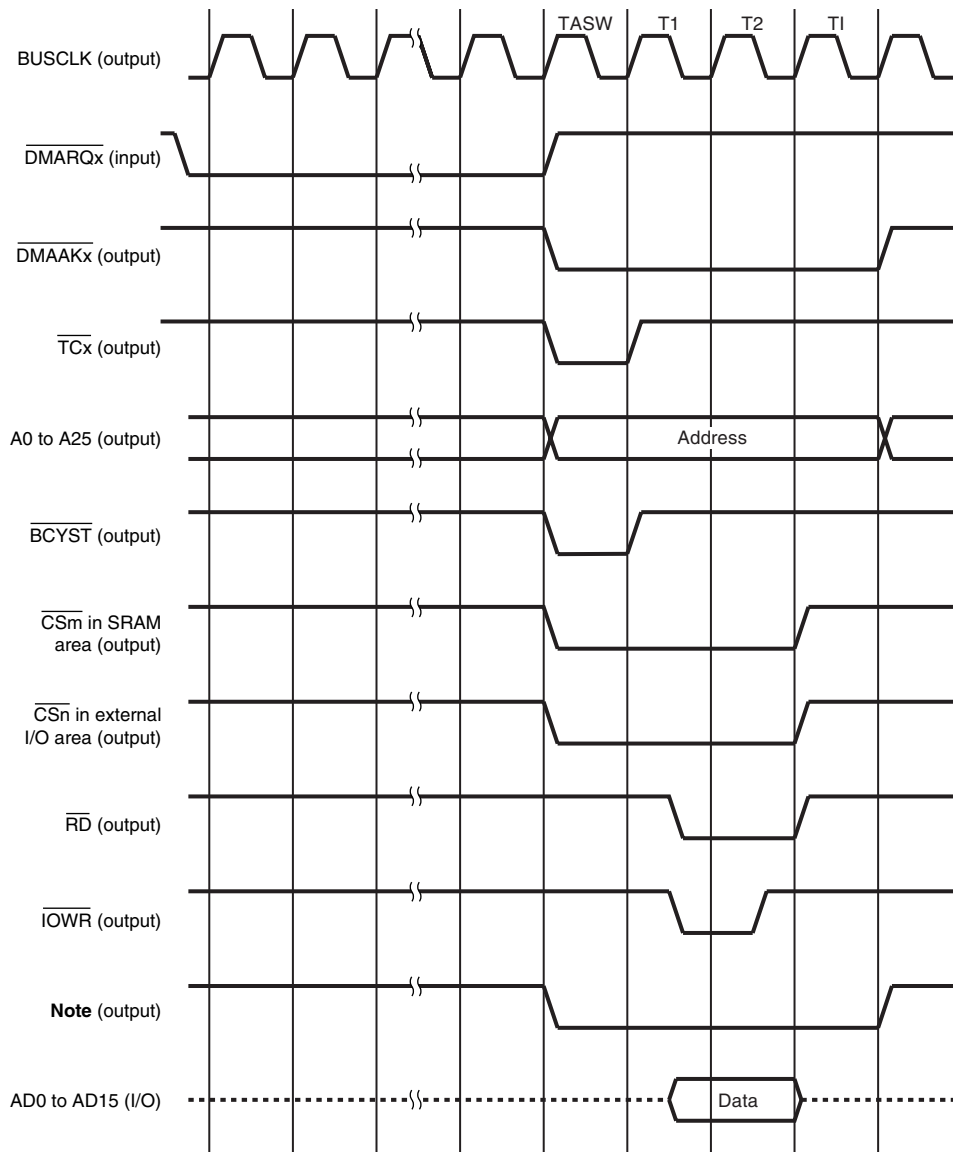 TASW T1 T2 TI
BUSCLK (output)
DMARQx (input)
DMAAKx (output)
TCx (output)
A0 to A25 (output)
Address
BCYST (output)
CSm in SRAM
area (output)
CSn in external
I/O area (output)
RD (output)
IOWR (output)
Note (output)
AD0 to AD15 (I/O)
Data